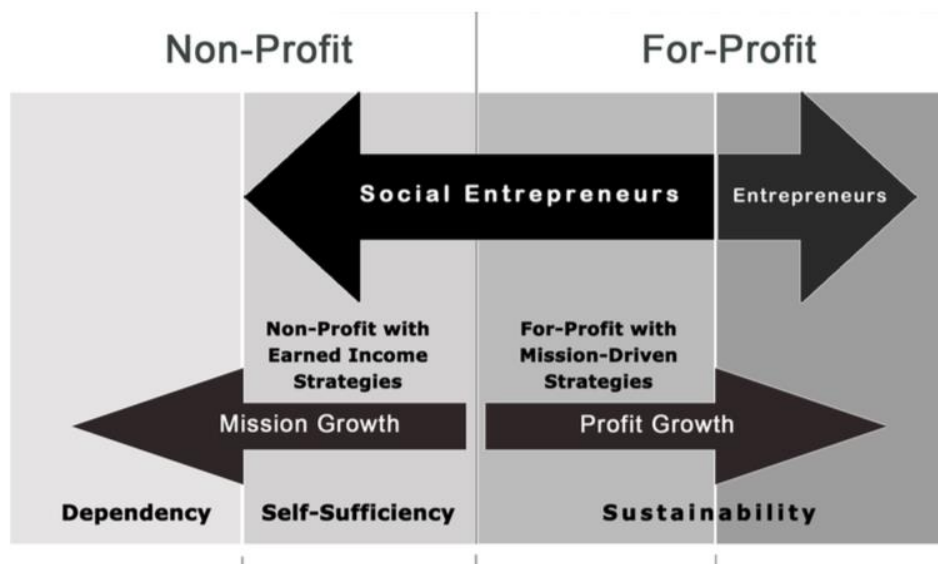 Non-Profit
For-Profit
Social Entrepreneurs
Entrepreneurs
Non-Profit with
Earned Income
Strategies
For-Profit with
Mission-Driven
Strategies
Mission Growth
Profit Growth
Dependency
Self-Sufficiency
Sustainability